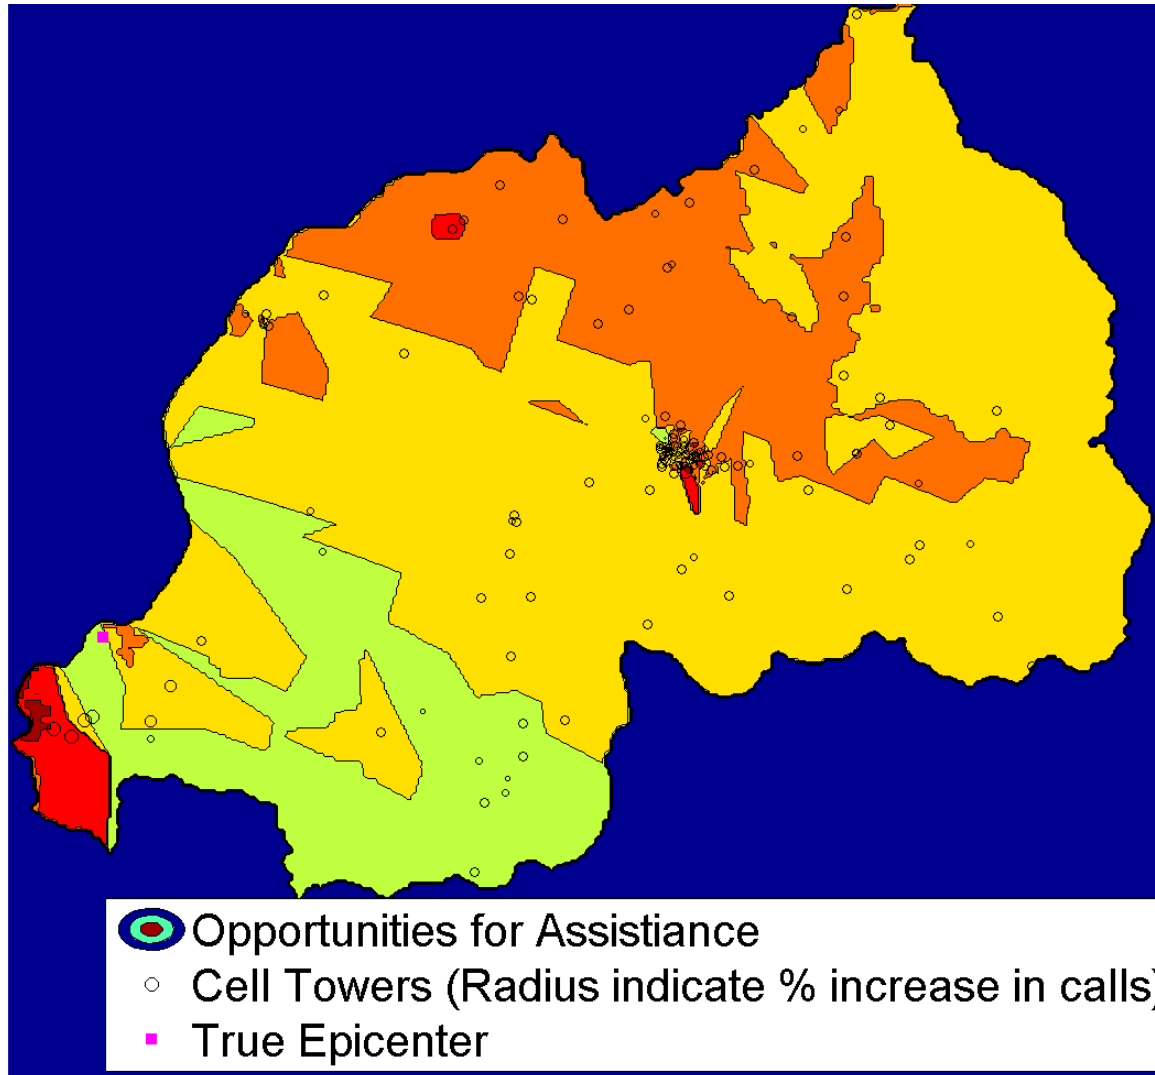 Opportunities for Assistiance
Cell Towers (Radius indicate % increase in calls)
True Epicenter